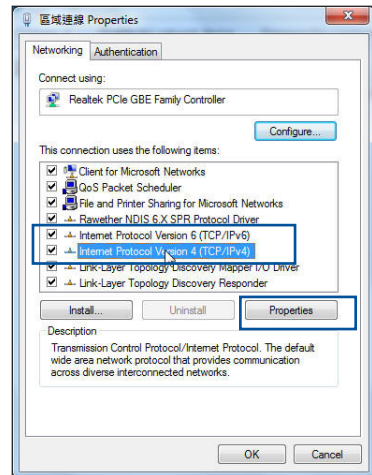 區域連線 Properties
Networking
Authentication
Connect using:
Realtek PCIe GBE Family Controller
Configure...
This connection uses the following items:
Client for Microsoft Networks
QoS Packet Scheduler
File and Printer Sharing for Microsoft Networks
Rawether NDIS 6.X SPR Protocol Driver
Internet Protocol Version 6 (TCP/IPv6)
Internet Protocol Version 4 (TCP/IPv4)
Link-Layer Topology Discovery Mapper I/O Driver
Link-Layer Topology Discovery Responder
Install...
Uninstall
Properties
Description
Transmission Control Protocol/Internet Protocol. The default
wide area network protocol that provides communication
across diverse interconnected networks.
OK
Cancel